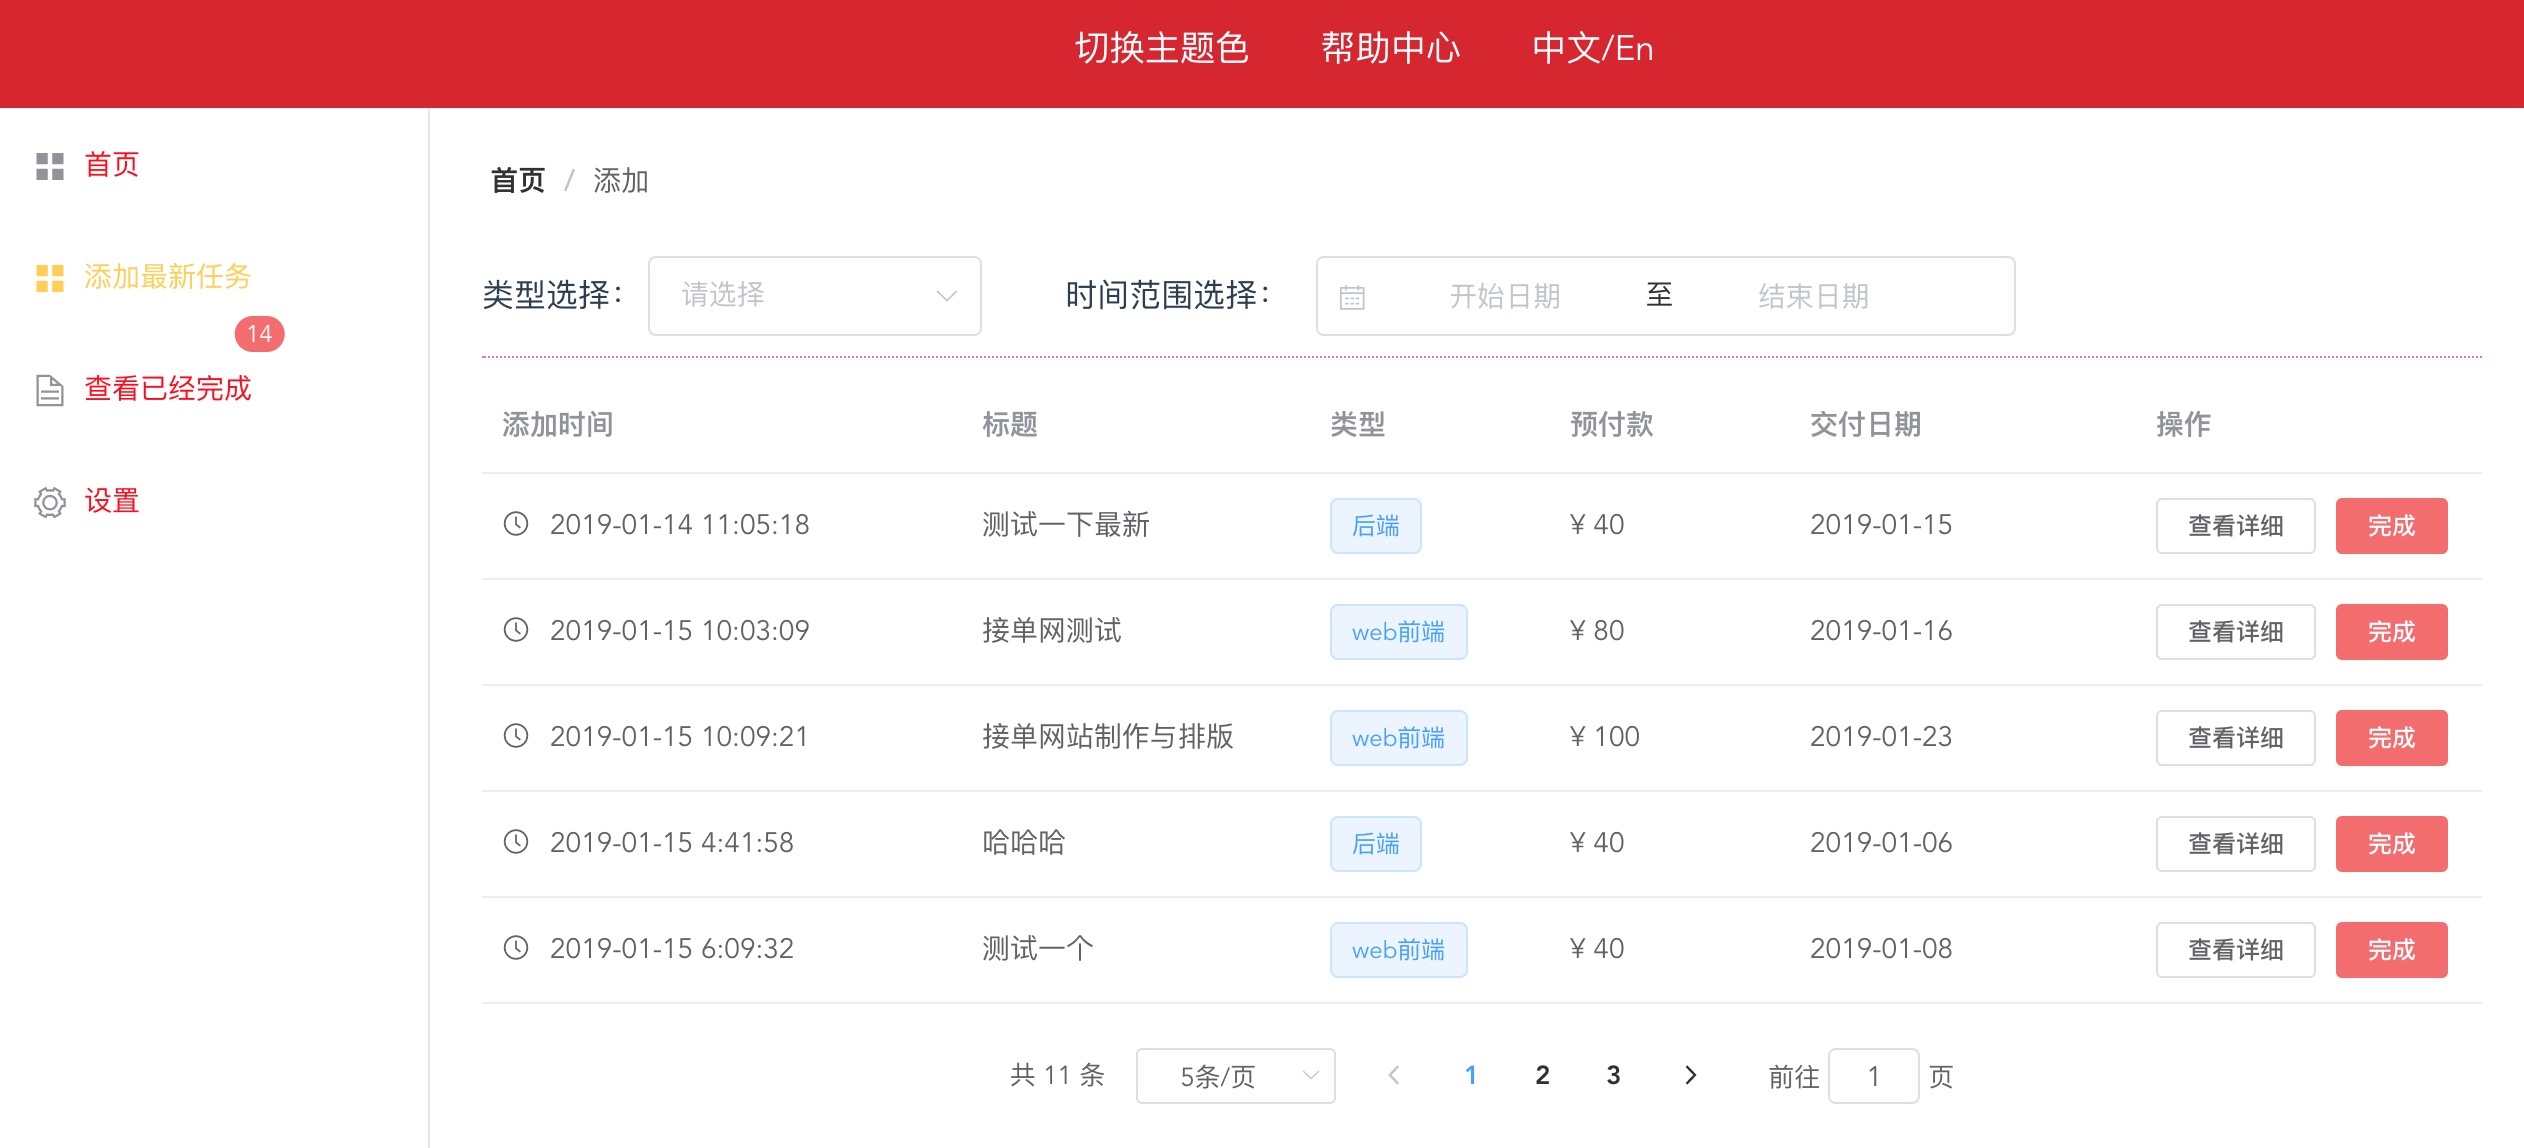 切换主题色 帮助中心 中文/En
首页
添加最新任务
14
查看已经完成
设置
首页 / 添加
类型选择： 请选择 时间范围选择： 开始日期 至 结束日期
添加时间 标题 类型 预付款 交付日期 操作
2019-01-14 11:05:18 测试一下最新 后端 ¥ 40 2019-01-15 查看详细 完成
2019-01-15 10:03:09 接单网测试 web前端 ¥ 80 2019-01-16 查看详细 完成
2019-01-15 10:09:21 接单网站制作与排版 web前端 ¥ 100 2019-01-23 查看详细 完成
2019-01-15 4:41:58 哈哈哈 后端 ¥ 40 2019-01-06 查看详细 完成
2019-01-15 6:09:32 测试一个 web前端 ¥ 40 2019-01-08 查看详细 完成
共 11 条 5条/页 1 2 3 前往 1 页